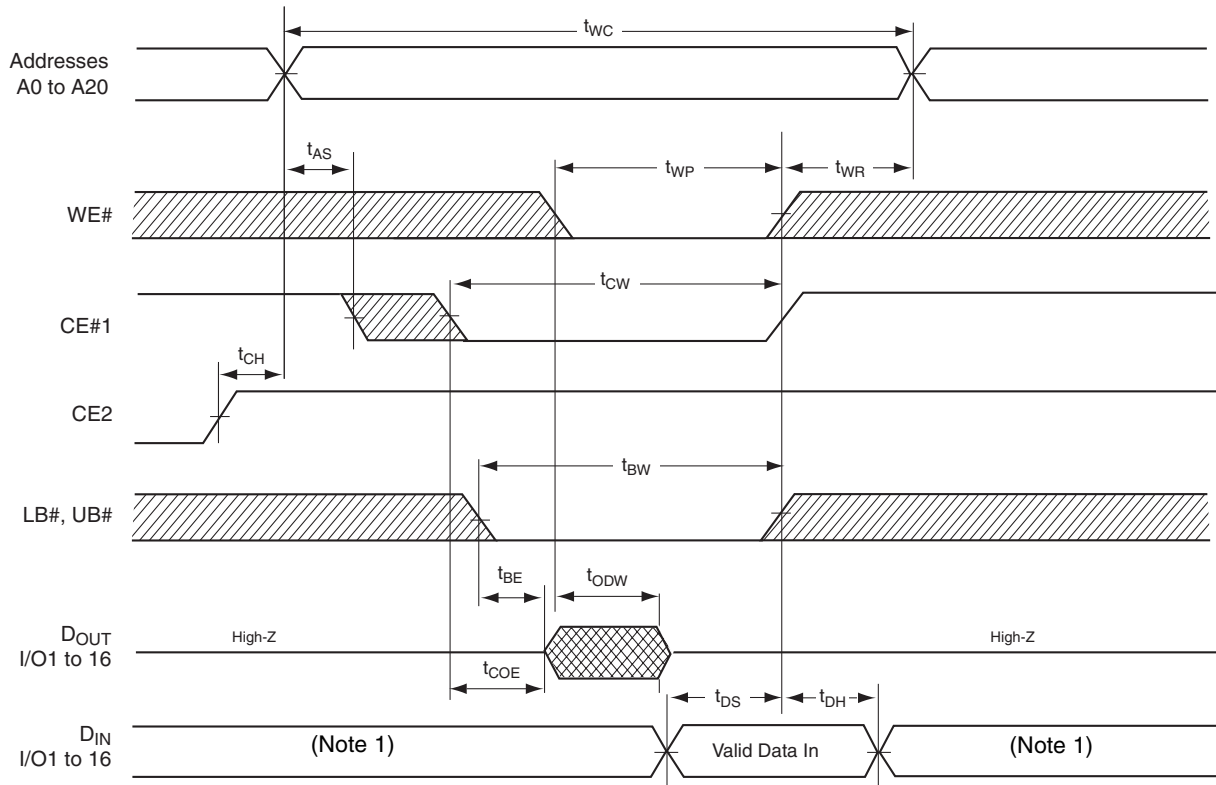 tWC
Addresses
A0 to A20
tAS
tWP
tWR
WE#
tCW
CE#1
tCH
CE2
tBW
LB#, UB#
tBE
tODW
DOUT
I/O1 to 16
High-Z
High-Z
tCOE
tDS
tDH
DIN
I/O1 to 16
(Note 1)
Valid Data In
(Note 1)